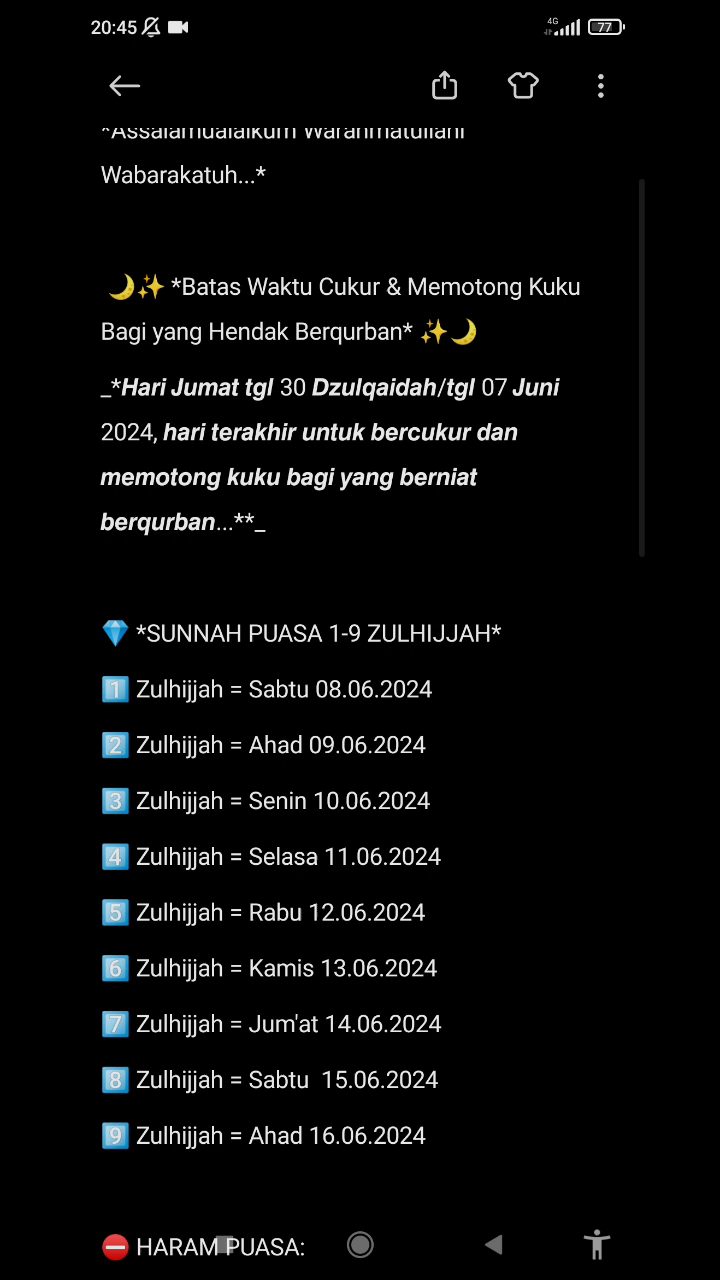 20:45
4G
77
*Assalamualaikum Warahmatullahi
Wabarakatuh...*
🌙✨ *Batas Waktu Cukur & Memotong Kuku
Bagi yang Hendak Berqurban* ✨🌙
_*Hari Jumat tgl 30 Dzulqaidah/tgl 07 Juni
2024, hari terakhir untuk bercukur dan
memotong kuku bagi yang berniat
berqurban...**_
💎 *SUNNAH PUASA 1-9 ZULHIJJAH*
1️⃣ Zulhijjah = Sabtu 08.06.2024
2️⃣ Zulhijjah = Ahad 09.06.2024
3️⃣ Zulhijjah = Senin 10.06.2024
4️⃣ Zulhijjah = Selasa 11.06.2024
5️⃣ Zulhijjah = Rabu 12.06.2024
6️⃣ Zulhijjah = Kamis 13.06.2024
7️⃣ Zulhijjah = Jum'at 14.06.2024
8️⃣ Zulhijjah = Sabtu  15.06.2024
9️⃣ Zulhijjah = Ahad 16.06.2024
⛔ HARAM PUASA: